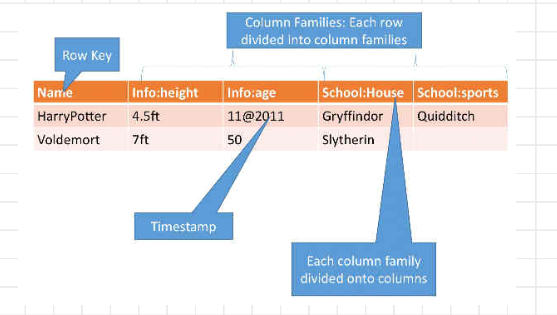 Column Families: Each row
divided into column families
Row Key
Name Info:height Info:age School:House School:sports
HarryPotter 4.5ft 11@2011 Gryffindor Quidditch
Voldemort 7ft 50 Slytherin
Timestamp
Each column family
divided onto columns